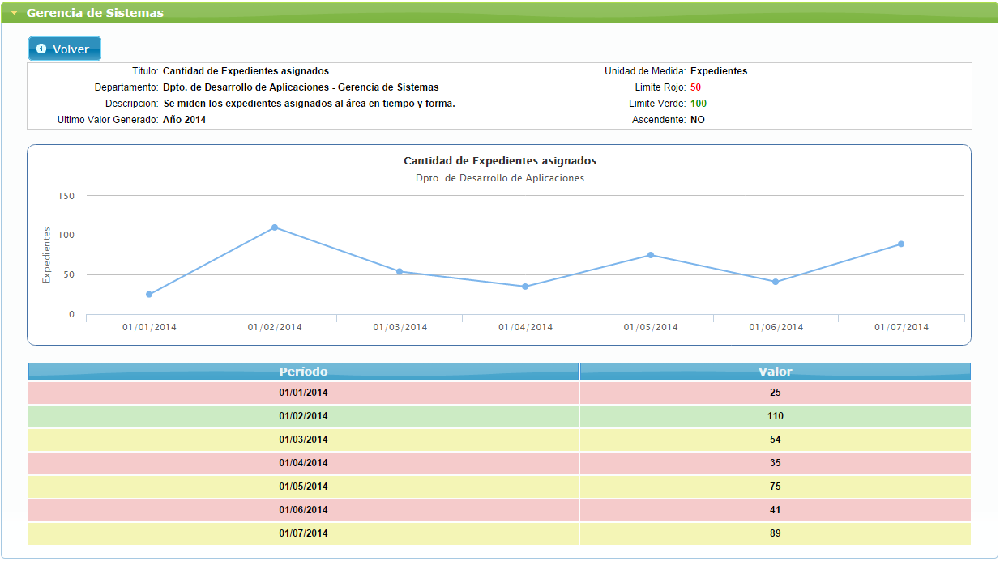 Gerencia de Sistemas
Volver
Titulo: Cantidad de Expedientes asignados Unidad de Medida: Expedientes
Departamento: Dpto. de Desarrollo de Aplicaciones - Gerencia de Sistemas Limite Rojo: 50
Descripcion: Se miden los expedientes asignados al área en tiempo y forma. Limite Verde: 100
Ultimo Valor Generado: Año 2014 Ascendente: NO
Cantidad de Expedientes asignados
Dpto. de Desarrollo de Aplicaciones
Expedientes
150
100
50
0
01/01/2014 01/02/2014 01/03/2014 01/04/2014 01/05/2014 01/06/2014 01/07/2014
Período Valor
01/01/2014 25
01/02/2014 110
01/03/2014 54
01/04/2014 35
01/05/2014 75
01/06/2014 41
01/07/2014 89